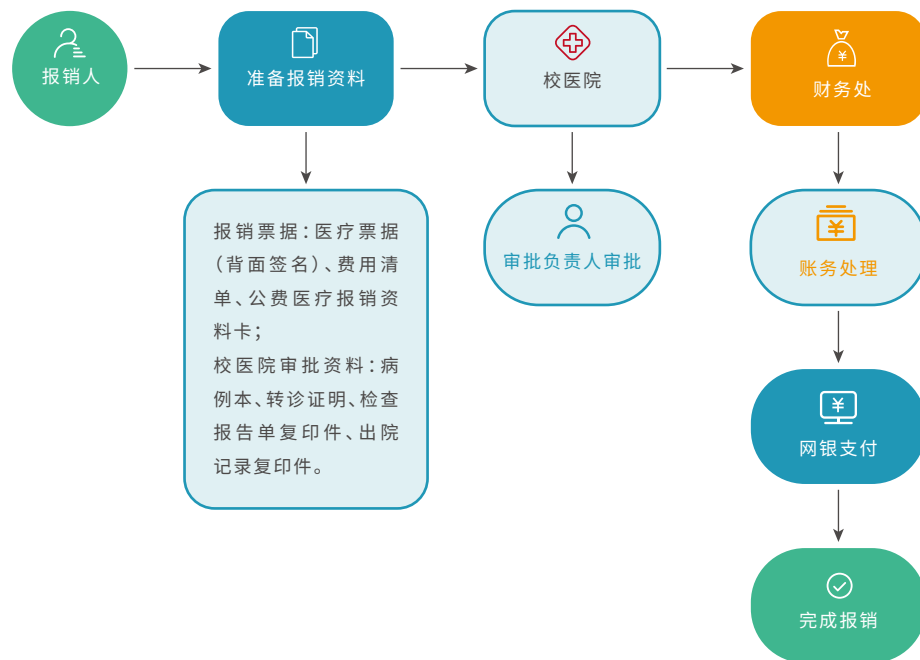 报销人
准备报销资料
校医院
财务处
报销票据：医疗票据
（背面签名）、费用清
单、公费医疗报销资
料卡；
校医院审批资料：病
例本、转诊证明、检查
报告单复印件、出院
记录复印件。
审批负责人审批
账务处理
网银支付
完成报销